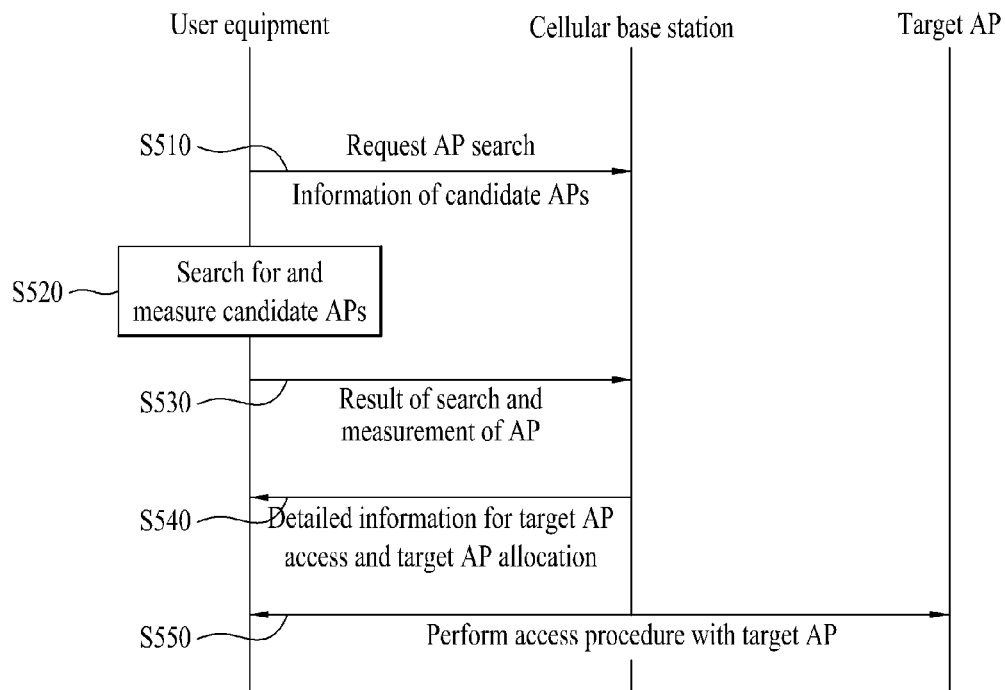 User equipment
Cellular base station
Target AP
S510
Request AP search
Information of candidate APs
S520
Search for and
measure candidate APs
S530
Result of search and
measurement of AP
S540
Detailed information for target AP
access and target AP allocation
S550
Perform access procedure with target AP